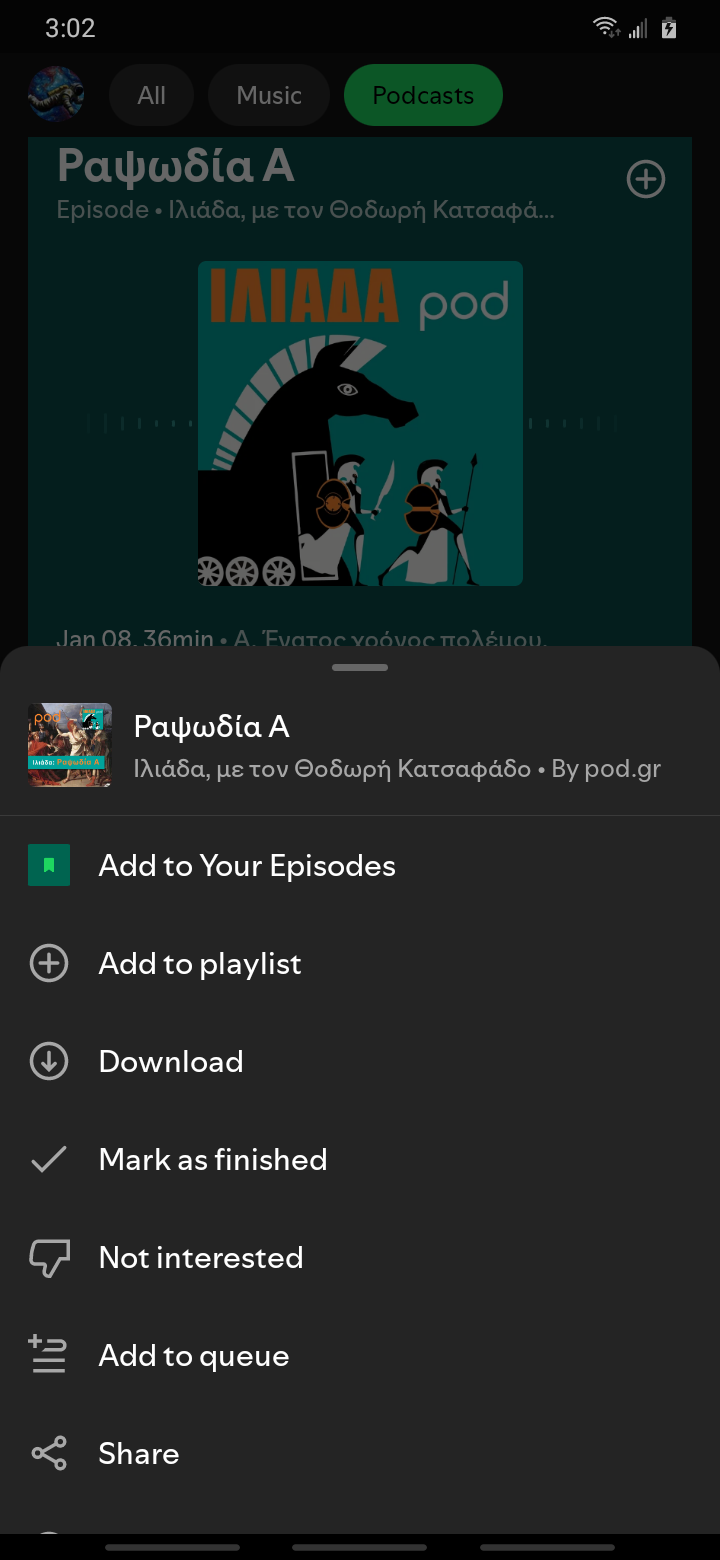 3:02
All
Music
Podcasts
Ραψωδία Α
Episode • Ιλιάδα, με τον Θοδωρή Κατσαφά...
ΙΛΙΑΔΑ pod
Jan 08, 36min • Α. Ένατος χρόνος πολέμου.
pod
Ιλιάδα: Ραψωδία Α
Ραψωδία Α
Ιλιάδα, με τον Θοδωρή Κατσαφάδο • By pod.gr
Add to Your Episodes
Add to playlist
Download
Mark as finished
Not interested
Add to queue
Share